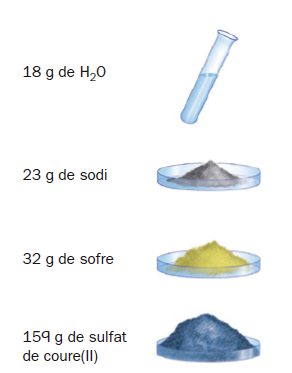 18 g de H₂O
23 g de sodi
32 g de sofre
159 g de sulfat
de coure(II)